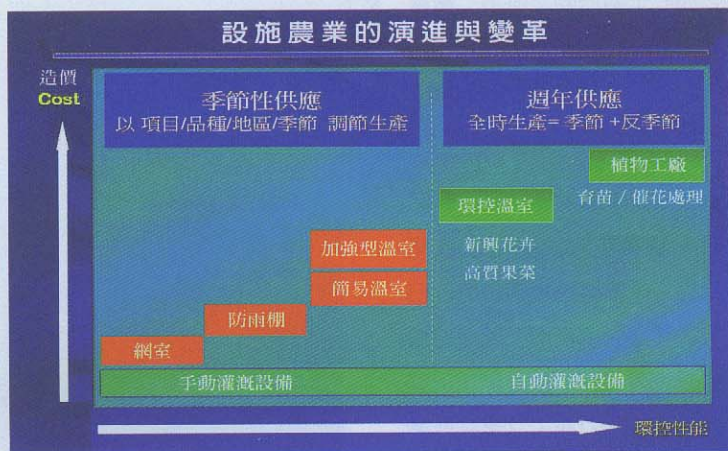 設施農業的演進與變革
造價
Cost
季節性供應
以 項目/品種/地區/季節 調節生產
週年供應
全時生產= 季節 +反季節
植物工廠
育苗 / 催花處理
環控溫室
新興花卉
高質果菜
加強型溫室
簡易溫室
防雨棚
網室
手動灌溉設備
自動灌溉設備
環控性能